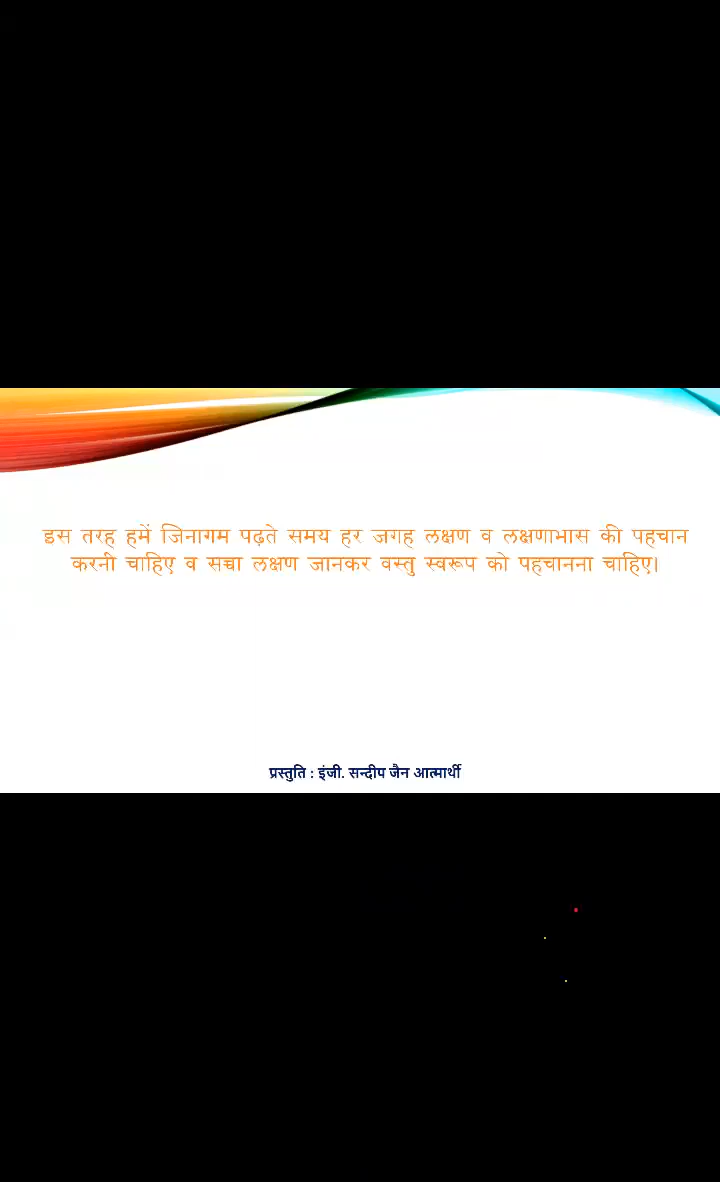 इस तरह हमें जिनागम पढ़ते समय हर जगह लक्षण व लक्षणाभास की पहचान
करनी चाहिए व सच्चा लक्षण जानकर वस्तु स्वरूप को पहचानना चाहिए।
प्रस्तुति : इंजी. सन्दीप जैन आत्मार्थी